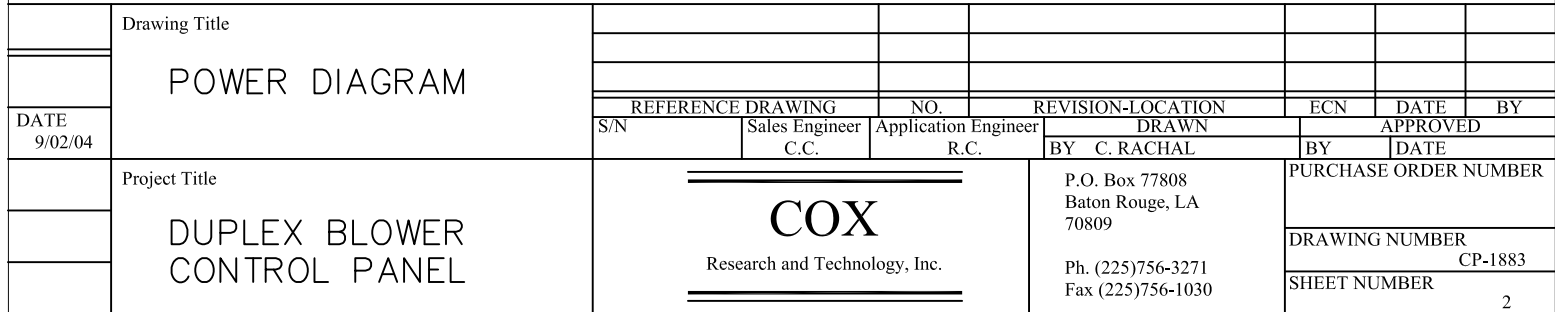 DATE
9/02/04
Drawing Title
POWER DIAGRAM
Project Title
DUPLEX BLOWER
CONTROL PANEL
REFERENCE DRAWING NO. REVISION-LOCATION ECN DATE BY
S/N Sales Engineer Application Engineer DRAWN APPROVED
C.C. R.C. BY C. RACHAL BY DATE
COX
Research and Technology, Inc.
P.O. Box 77808
Baton Rouge, LA
70809
Ph. (225)756-3271
Fax (225)756-1030
PURCHASE ORDER NUMBER
DRAWING NUMBER
CP-1883
SHEET NUMBER
2